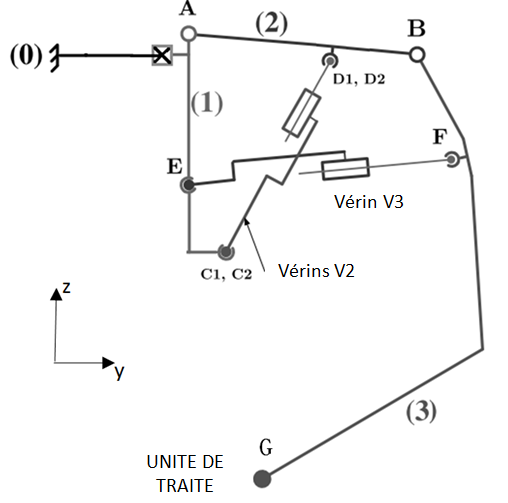 A
(2)
B
(0)
D1, D2
(1)
F
E
Vérin V3
C1, C2
Vérins V2
z
y
(3)
G
UNITE DE
TRAITE